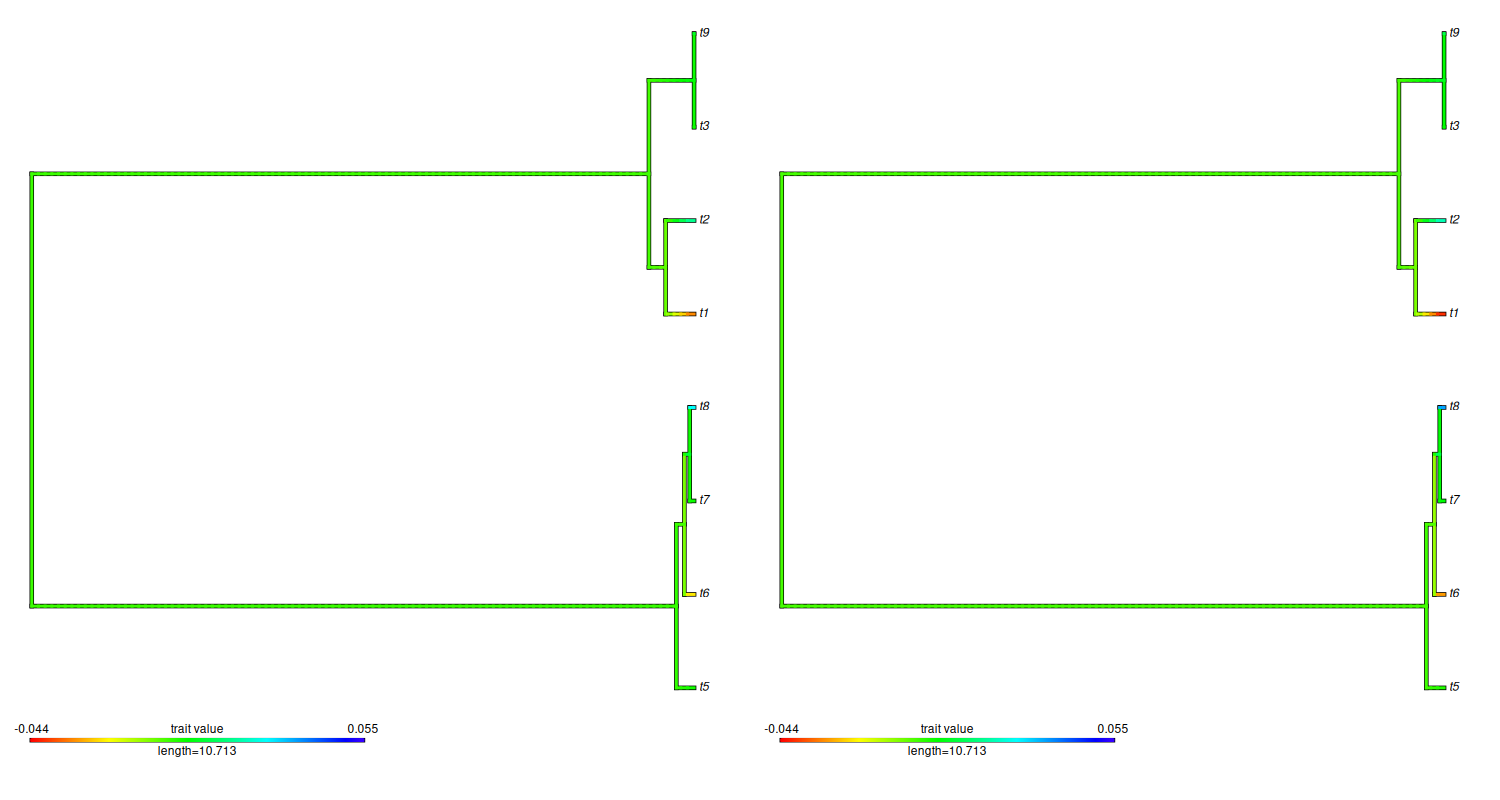 t9
t3
t2
t1
t8
t7
t6
t5
-0.044 trait value 0.055
length=10.713
t9
t3
t2
t1
t8
t7
t6
t5
-0.044 trait value 0.055
length=10.713